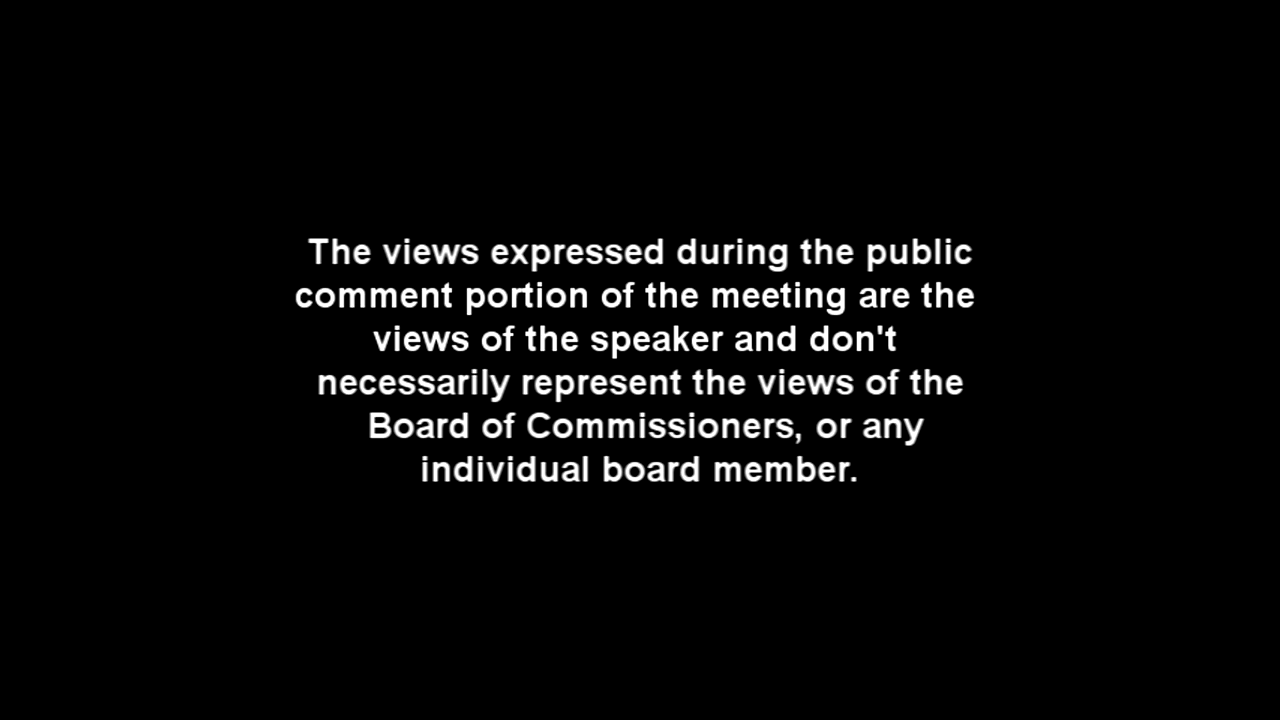 The views expressed during the public
comment portion of the meeting are the
views of the speaker and don't
necessarily represent the views of the
Board of Commissioners, or any
individual board member.